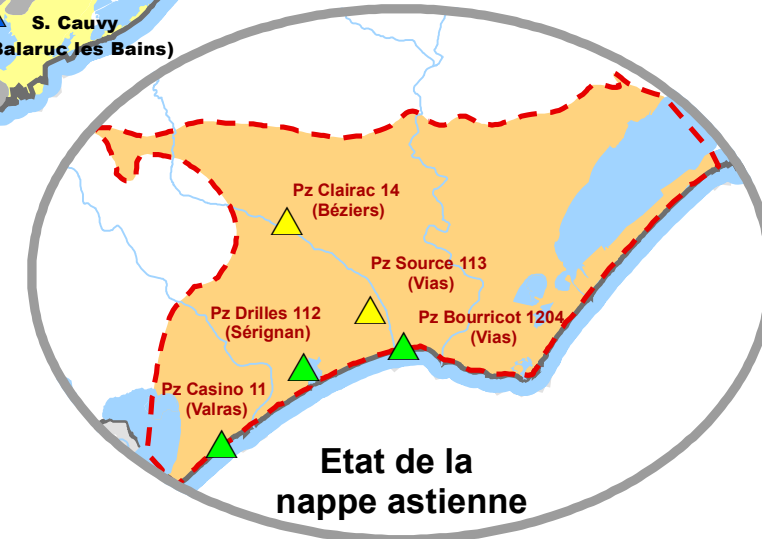 S. Cauvy
Balaruc les Bains)
Pz Clairac 14
(Béziers)
Pz Source 113
(Vias)
Pz Drilles 112
(Sérignan)
Pz Bourricot 1204
(Vias)
Pz Casino 11
(Valras)
Etat de la
nappe astienne